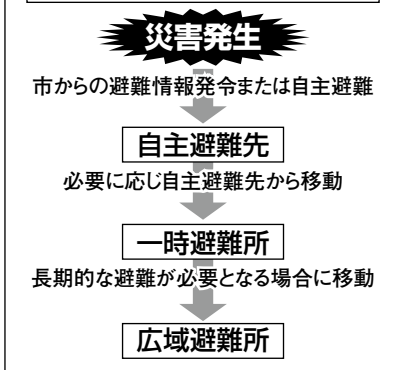 災害発生
市からの避難情報発令または自主避難
自主避難先
必要に応じ自主避難先から移動
一時避難所
長期的な避難が必要となる場合に移動
広域避難所